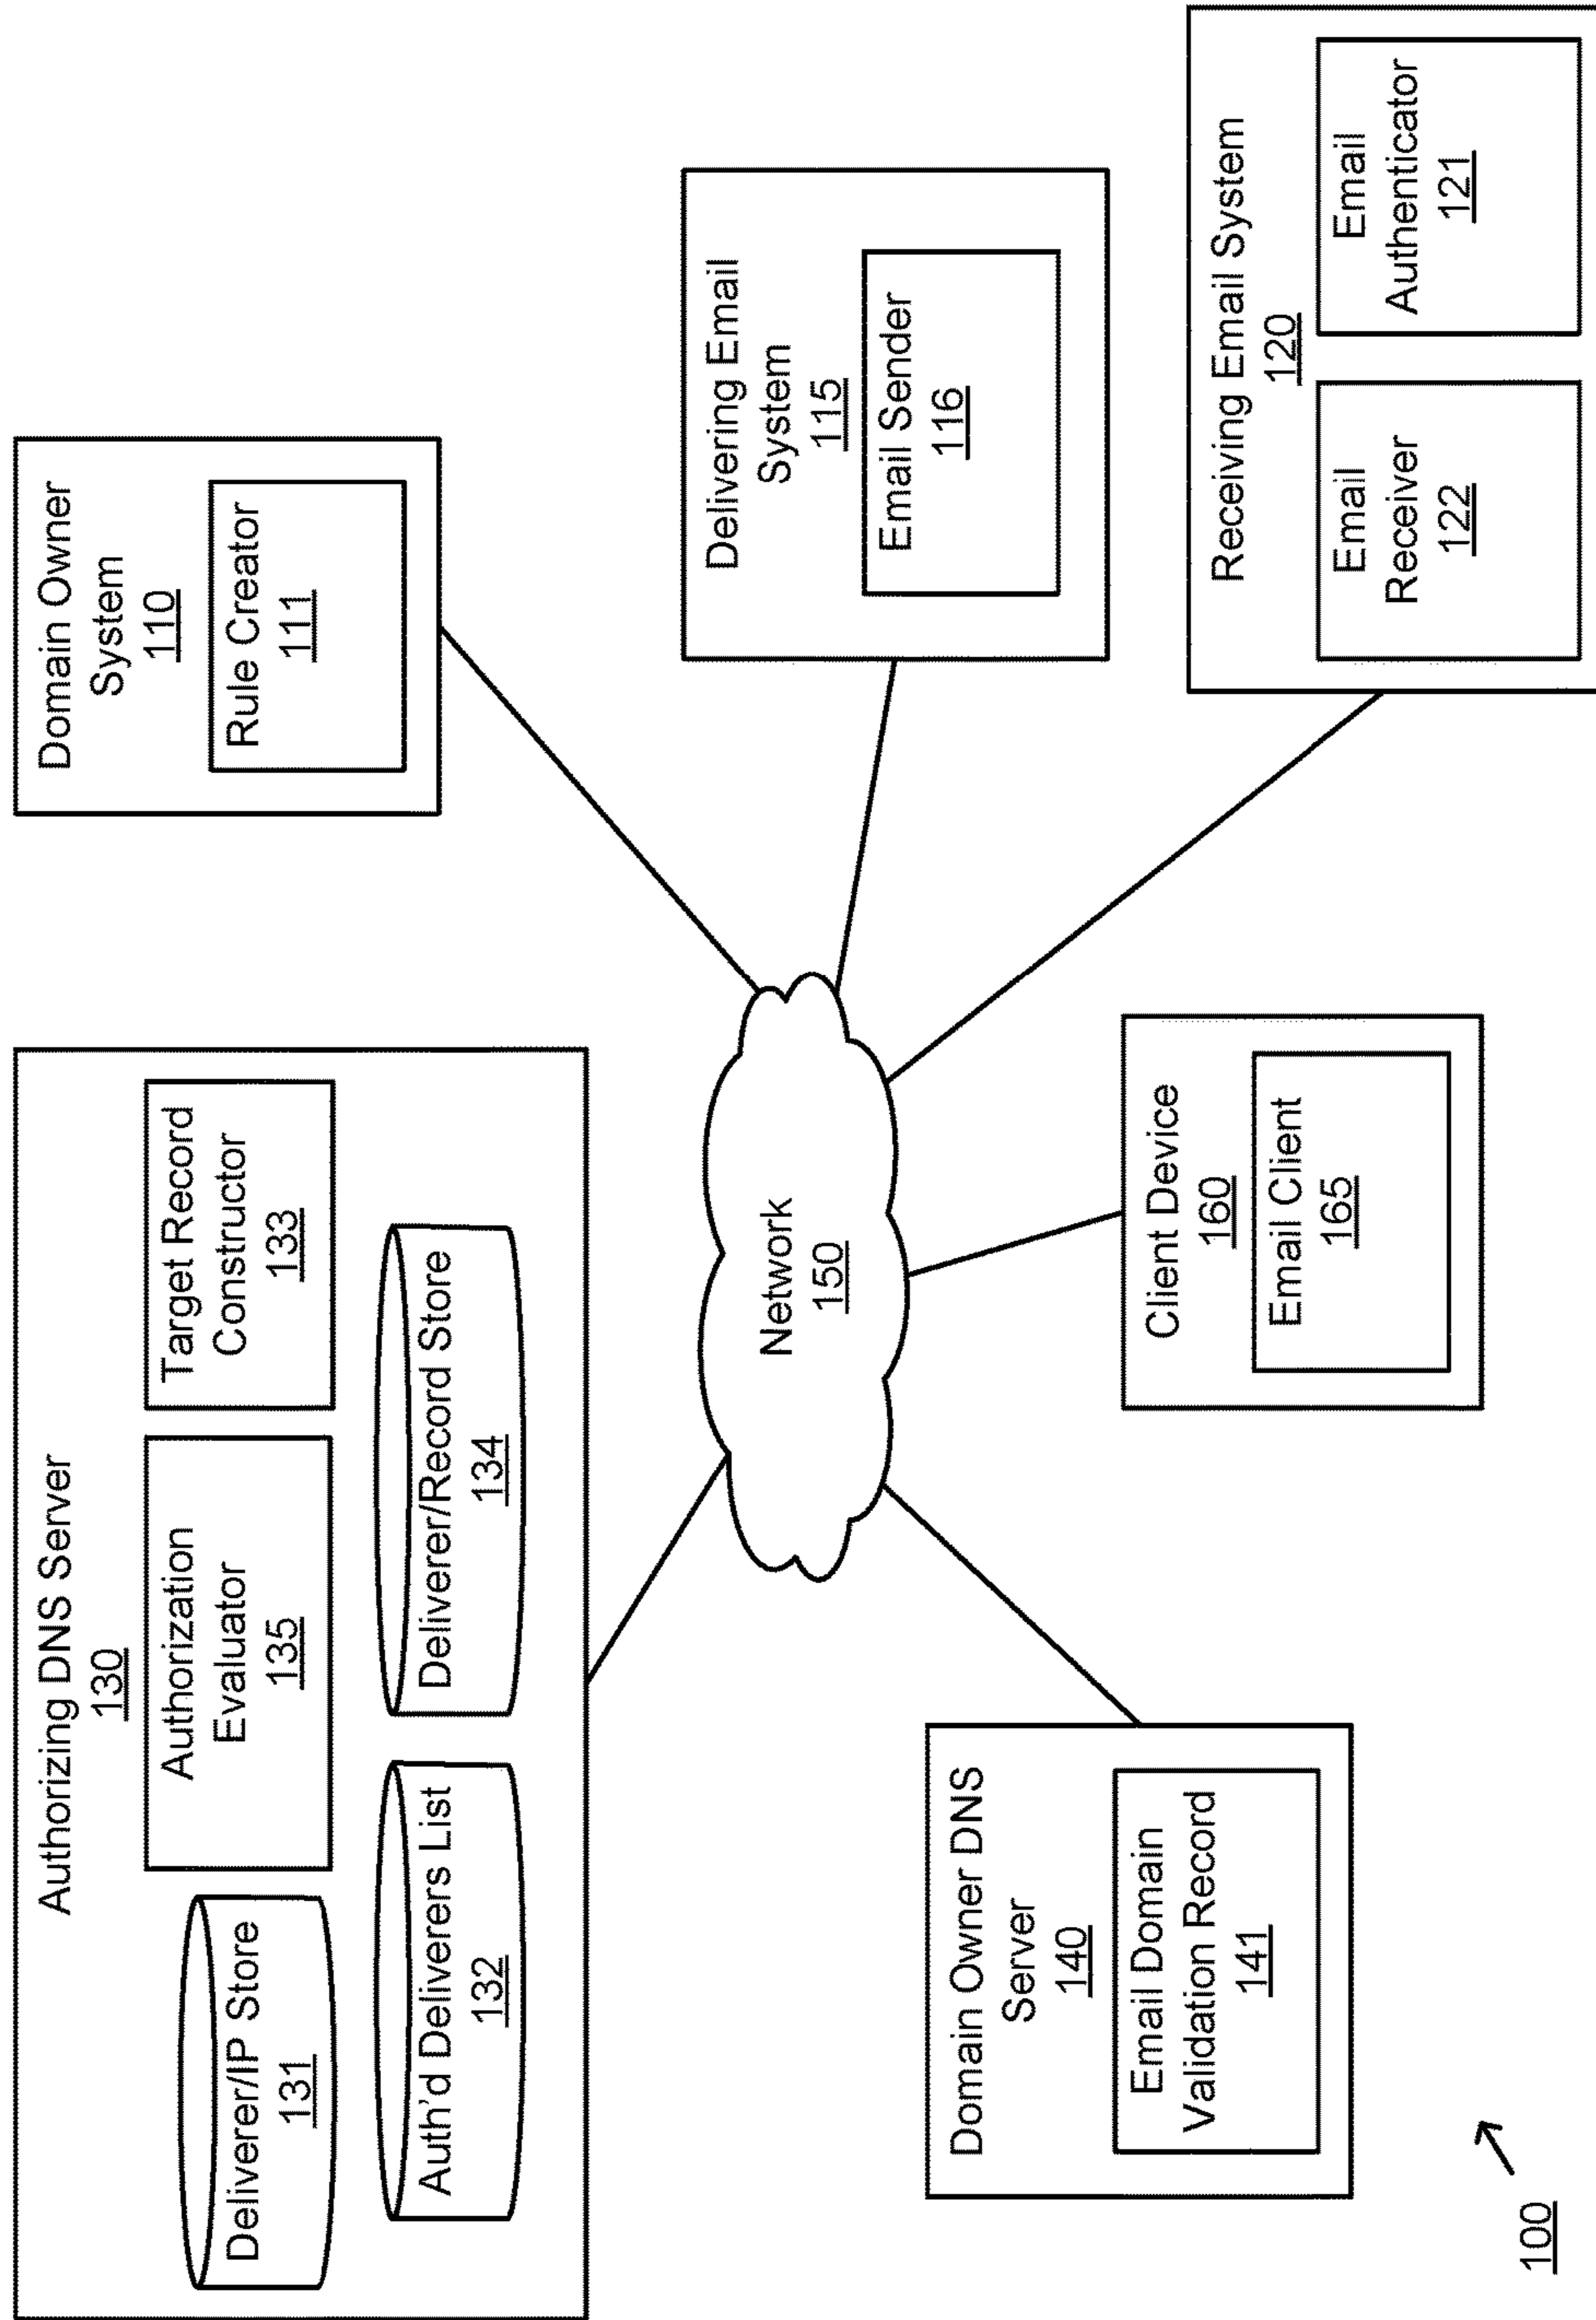 Authorizing DNS Server
130
Deliverer/IP Store
131
Authorization
Evaluator
135
Target Record
Constructor
133
Auth'd Deliverers List
132
Deliverer/Record Store
134
Domain Owner
System
110
Rule Creator
111
Network
150
Delivering Email
System
115
Email Sender
116
Domain Owner DNS
Server
140
Email Domain
Validation Record
141
Client Device
160
Email Client
165
Receiving Email System
120
Email
Receiver
122
Email
Authenticator
121
100